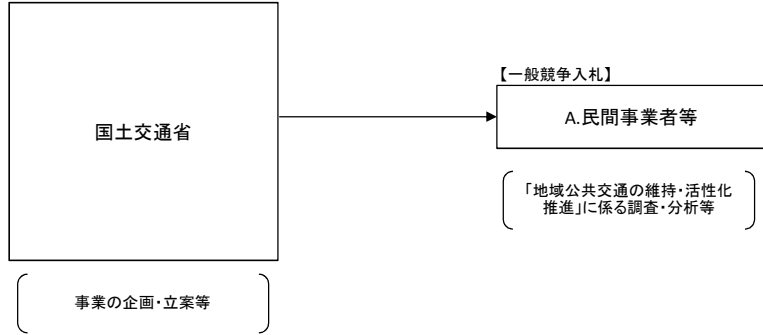 国土交通省
事業の企画・立案等
【一般競争入札】
A.民間事業者等
「地域公共交通の維持・活性化
推進」に係る調査・分析等